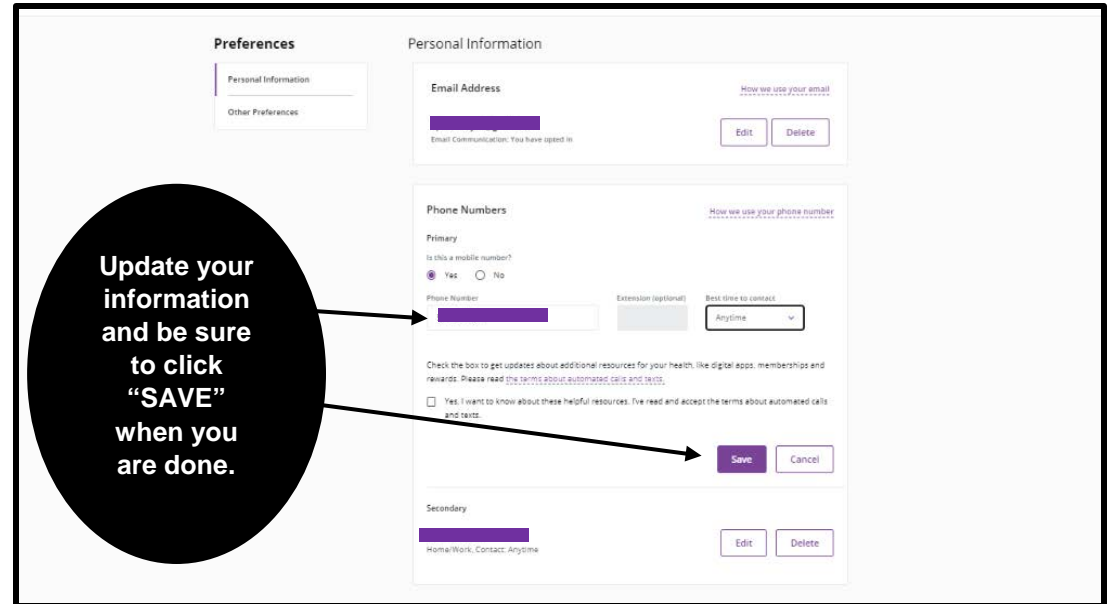 Preferences
Personal Information
Other Preferences
Personal Information
Email Address
How we use your email
Email Communication: You have opted in
Edit
Delete
Update your
information
and be sure
to click
“SAVE”
when you
are done.
Phone Numbers
How we use your phone number
Primary
Is this a mobile number?
Yes
No
Phone Number
Extension (optional)
Best time to contact
Anytime
Check the box to get updates about additional resources for your health, like digital apps, memberships and
rewards. Please read the terms about automated calls and texts.
Yes, I want to know about these helpful resources. I've read and accept the terms about automated calls
and texts.
Save
Cancel
Secondary
Home/Work, Contact: Anytime
Edit
Delete